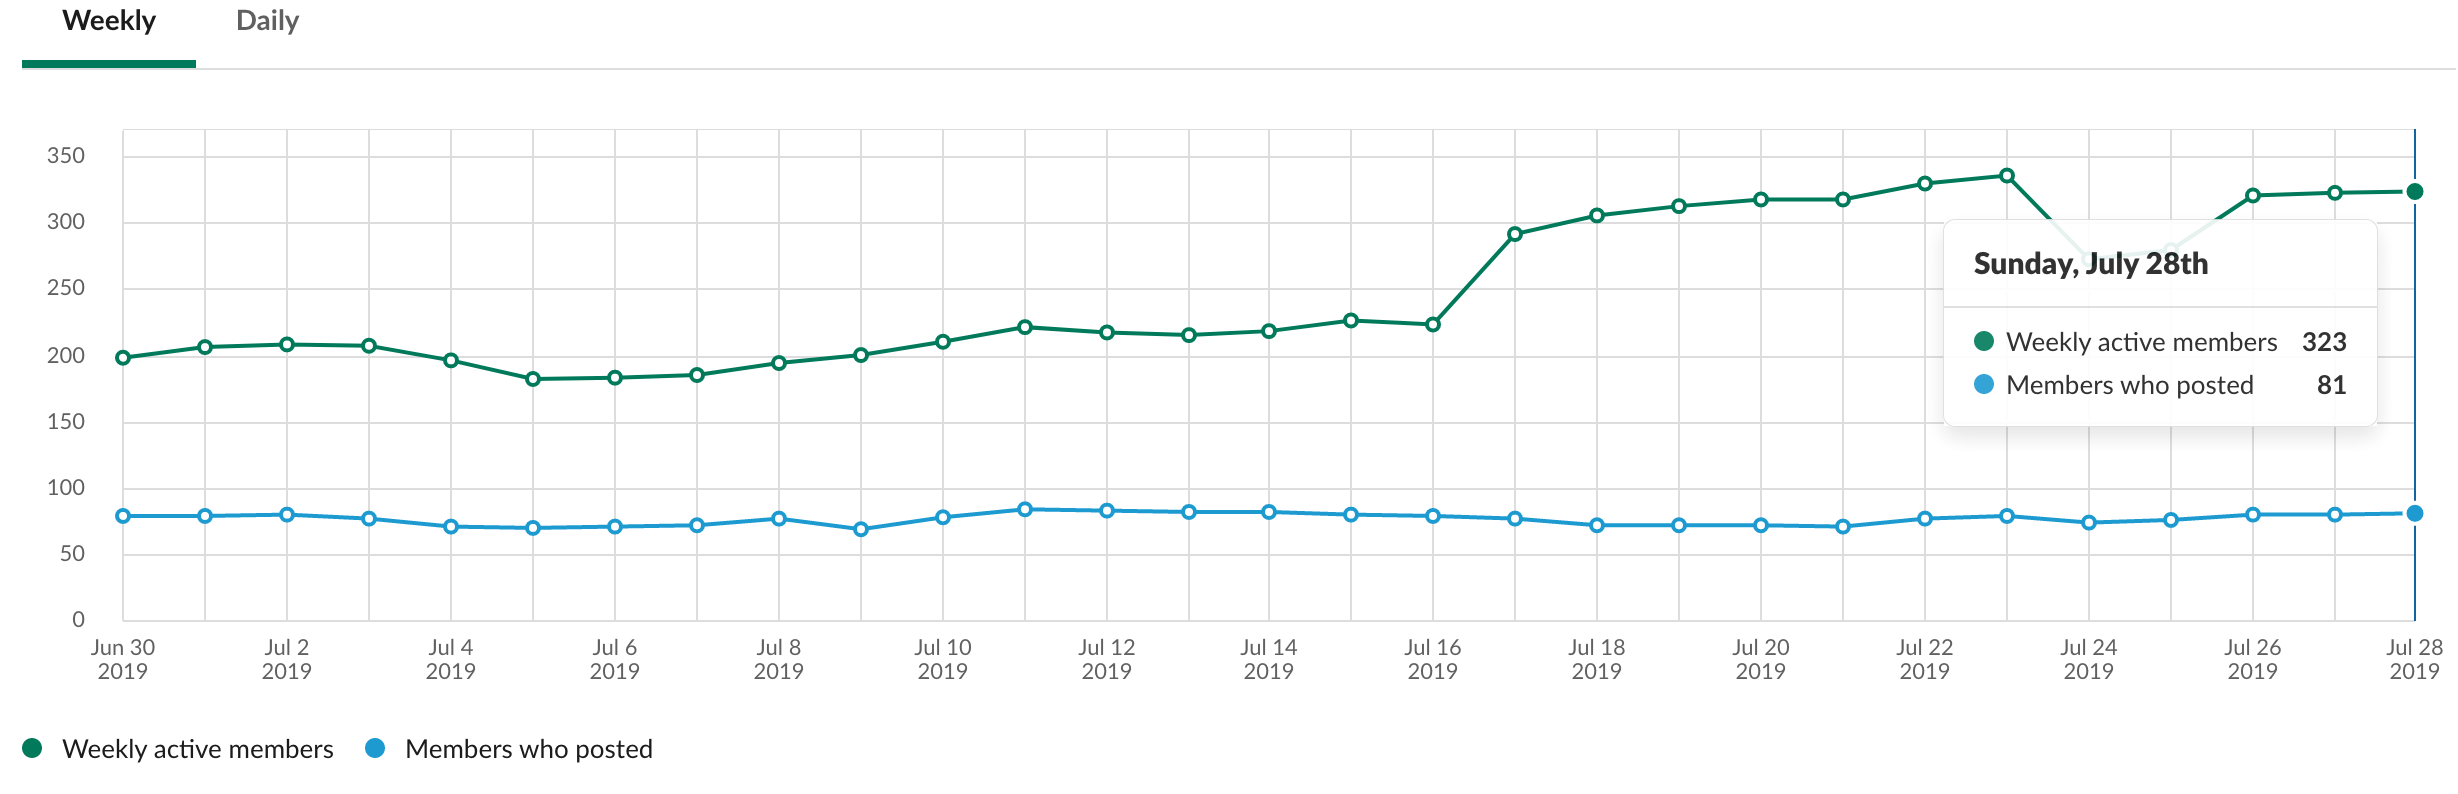 Weekly Daily
350
300
250
200
150
100
50
0
Sunday, July 28th
Weekly active members 323
Members who posted 81
Jun 30 Jul 2 Jul 4 Jul 6 Jul 8 Jul 10 Jul 12 Jul 14 Jul 16 Jul 18 Jul 20 Jul 22 Jul 24 Jul 26 Jul 28
2019 2019 2019 2019 2019 2019 2019 2019 2019 2019 2019 2019 2019 2019 2019
Weekly active members Members who posted